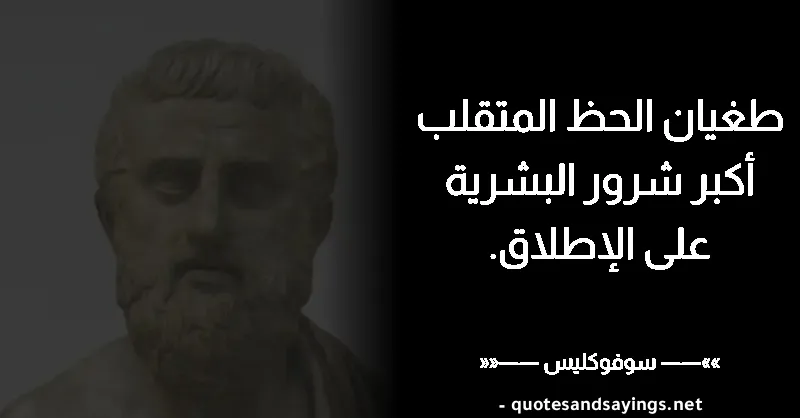 طغيان الحظ المتقلب
أكبر شرور البشرية
على الإطلاق.
»»—— سوفوكليس ——««
- quotesandsayings.net